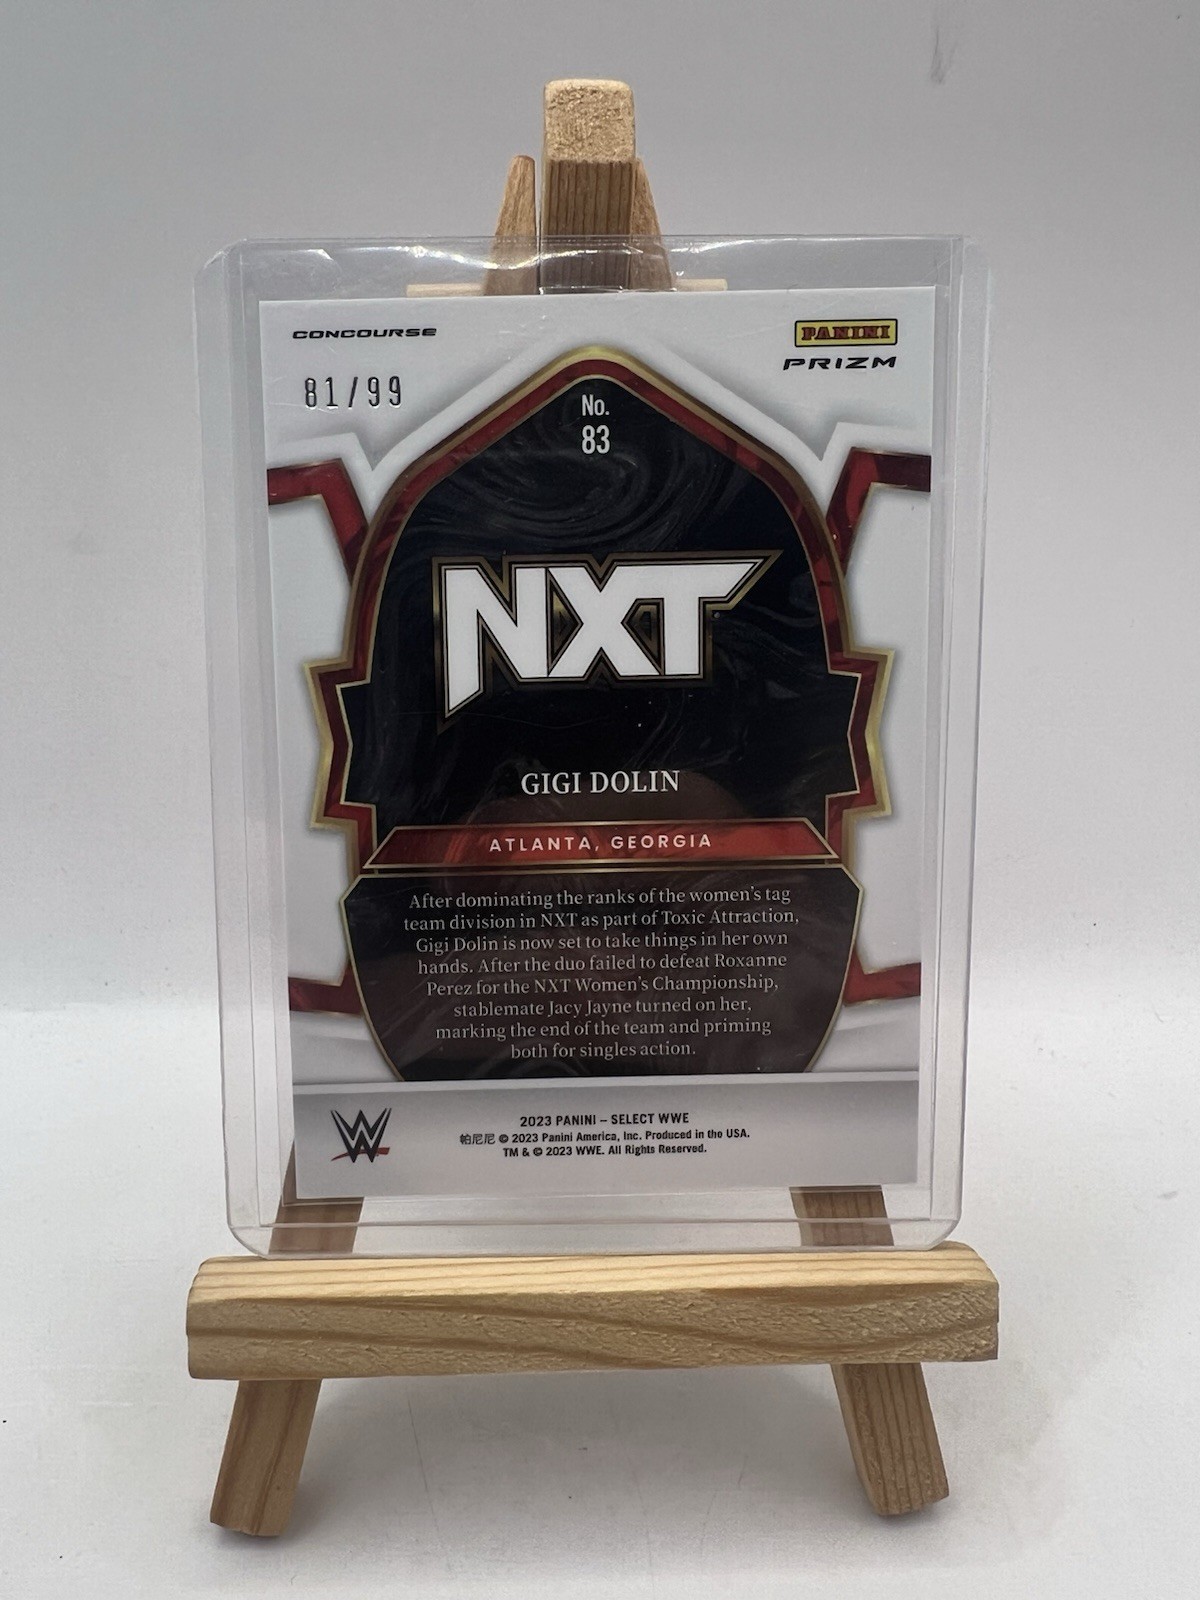 CONCOURSE
PANINI
PRIZM
81/99
No.
83
NXT
GIGI DOLIN
ATLANTA, GEORGIA
After dominating the ranks of the women's tag
team division in NXT as part of Toxic Attraction,
Gigi Dolin is now set to take things in her own
hands. After the duo failed to defeat Roxanne
Perez for the NXT Women's Championship,
stablemate Jacy Jayne turned on her,
marking the end of the team and priming
both for singles action.
W
2023 PANINI – SELECT WWE
帕尼尼 © 2023 Panini America, Inc. Produced in the USA.
TM & © 2023 WWE. All Rights Reserved.